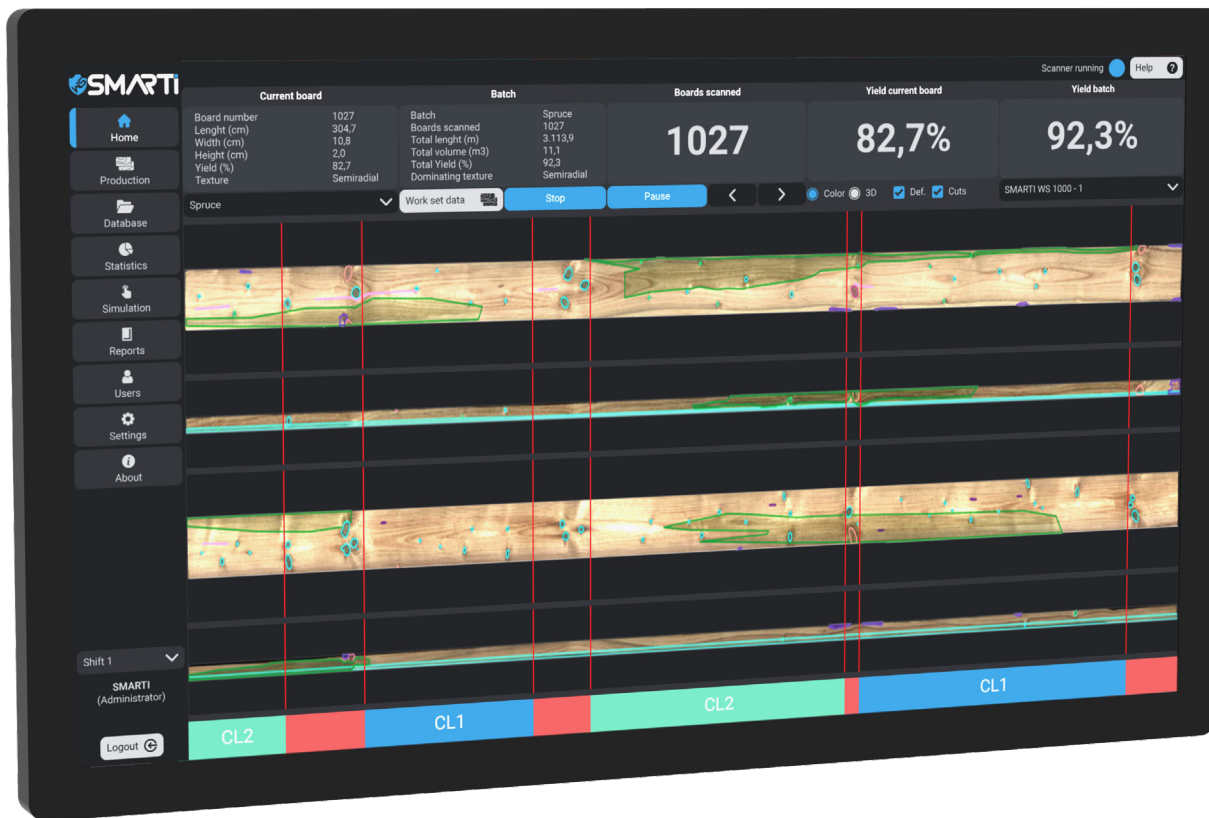 SMARTi
Scanner running
Help
Current board
Batch
Boards scanned
Yield current board
Yield batch
Board number 1027
Lenght (cm) 304,7
Width (cm) 10,8
Height (cm) 2,0
Yield (%) 82,7
Texture Semiradial
Batch Spruce
Boards scanned 1027
Total lenght (m) 3.113,9
Total volume (m3) 11,1
Total Yield (%) 92,3
Dominating texture Semiradial
1027
82,7%
92,3%
Home
Production
Database
Statistics
Simulation
Reports
Users
Settings
About
Spruce
Work set data
Stop
Pause
Color
3D
Def.
Cuts
SMARTI WS 1000 - 1
Shift 1
SMARTI
(Administrator)
Logout
CL2
CL1
CL2
CL1